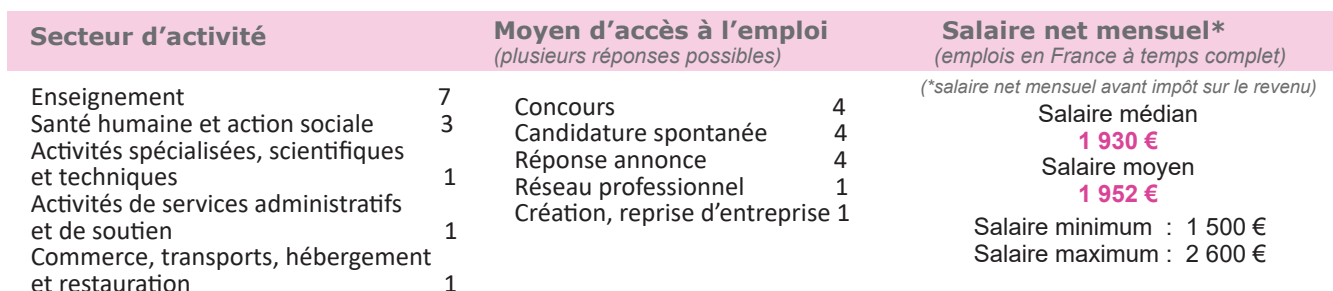 Secteur d’activité
Enseignement 7
Santé humaine et action sociale 3
Activités spécialisées, scientifiques
et techniques 1
Activités de services administratifs
et de soutien 1
Commerce, transports, hébergement
et restauration 1
Moyen d’accès à l’emploi
(plusieurs réponses possibles)
Concours 4
Candidature spontanée 4
Réponse annonce 4
Réseau professionnel 1
Création, reprise d’entreprise 1
Salaire net mensuel*
(emplois en France à temps complet)
(*salaire net mensuel avant impôt sur le revenu)
Salaire médian
1 930 €
Salaire moyen
1 952 €
Salaire minimum : 1 500 €
Salaire maximum : 2 600 €